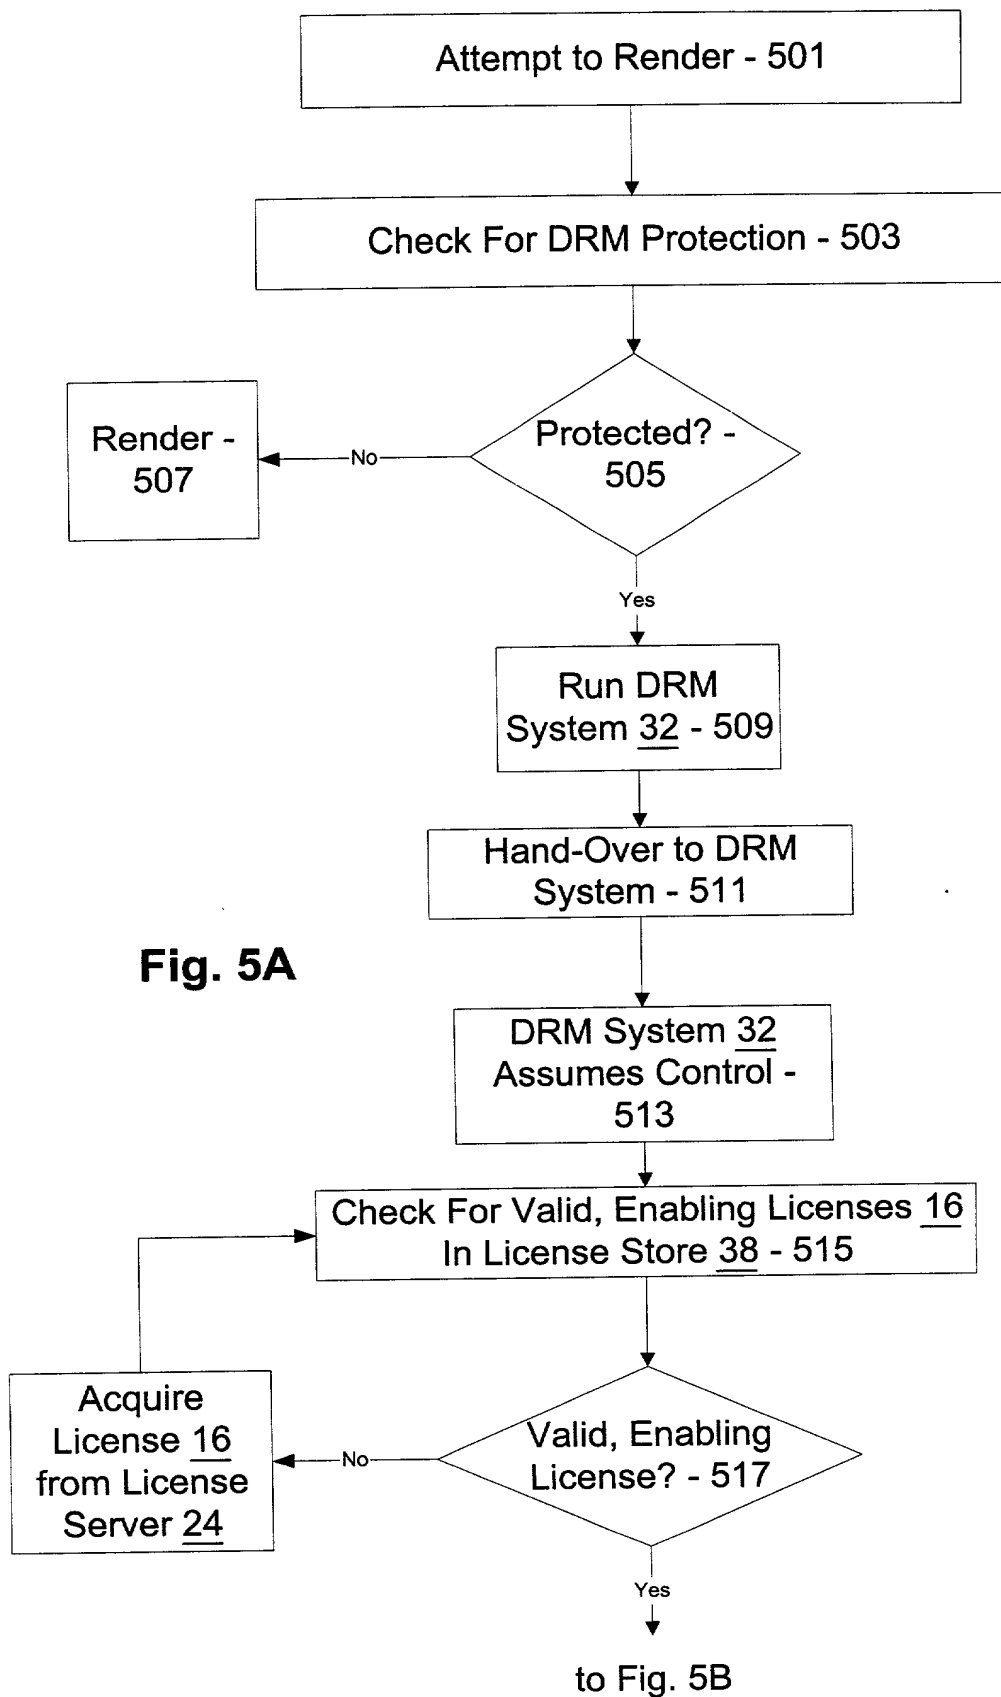 Attempt to Render - 501
Check For DRM Protection - 503
Protected? -
505
No
Render -
507
Yes
Run DRM
System 32 - 509
Hand-Over to DRM
System - 511
Fig. 5A
DRM System 32
Assumes Control -
513
Check For Valid, Enabling Licenses 16
In License Store 38 - 515
Valid, Enabling
License? - 517
No
Acquire
License 16
from License
Server 24
Yes
to Fig. 5B